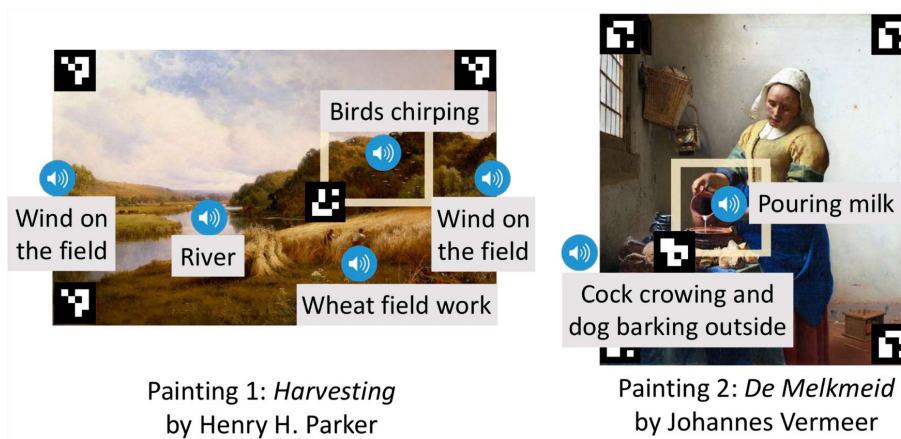 Birds chirping
Wind on
the field
River
Wind on
the field
Wheat field work
Painting 1: Harvesting
by Henry H. Parker
Pouring milk
Cock crowing and
dog barking outside
Painting 2: De Melkmeid
by Johannes Vermeer